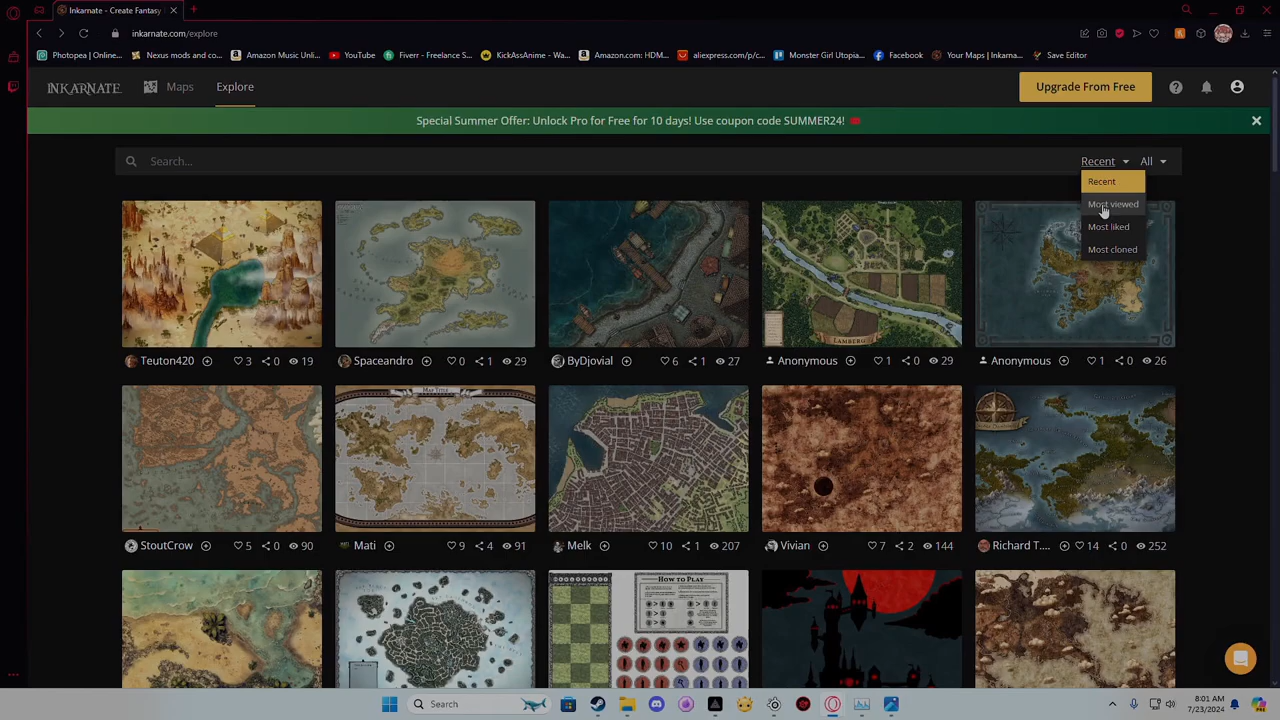 Inkarnate - Create Fantasy
inkarnate.com/explore
Photopea | Online...
Nexus mods and co...
Amazon Music Unli...
YouTube
Fiverr - Freelance S...
KickAssAnime - Wa...
Amazon.com: HDM...
aliexpress.com/p/c...
Monster Girl Utopia...
Facebook
Your Maps | Inkarna...
Save Editor
INKARNATE
Maps
Explore
Upgrade From Free
Special Summer Offer: Unlock Pro for Free for 10 days! Use coupon code SUMMER24!
Search...
Recent
All
Recent
Most viewed
Most liked
Most cloned
LAMBERG
Teuton420
3
0
19
Spaceandro
0
1
29
ByDjovial
6
1
27
Anonymous
1
0
29
Anonymous
1
0
26
MAP TITLE
StoutCrow
5
0
90
Mati
9
4
91
Melk
10
1
207
Vivian
7
2
144
Richard T....
14
0
252
HOW TO PLAY
Search
8:01 AM
7/23/2024